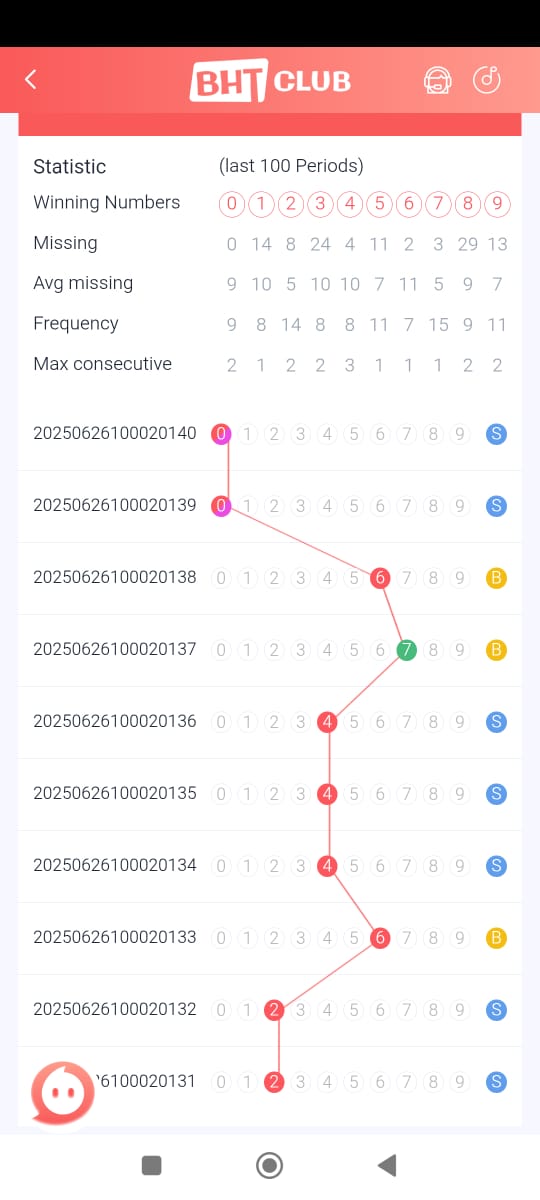 BHT CLUB
Statistic (last 100 Periods)
Winning Numbers 0 1 2 3 4 5 6 7 8 9
Missing 0 14 8 24 4 11 2 3 29 13
Avg missing 9 10 5 10 10 7 11 5 9 7
Frequency 9 8 14 8 8 11 7 15 9 11
Max consecutive 2 1 2 2 3 1 1 1 2 2
20250626100020140 0 1 2 3 4 5 6 7 8 9 S
20250626100020139 0 1 2 3 4 5 6 7 8 9 S
20250626100020138 0 1 2 3 4 5 6 7 8 9 B
20250626100020137 0 1 2 3 4 5 6 7 8 9 B
20250626100020136 0 1 2 3 4 5 6 7 8 9 S
20250626100020135 0 1 2 3 4 5 6 7 8 9 S
20250626100020134 0 1 2 3 4 5 6 7 8 9 S
20250626100020133 0 1 2 3 4 5 6 7 8 9 B
20250626100020132 0 1 2 3 4 5 6 7 8 9 S
6100020131 0 1 2 3 4 5 6 7 8 9 S